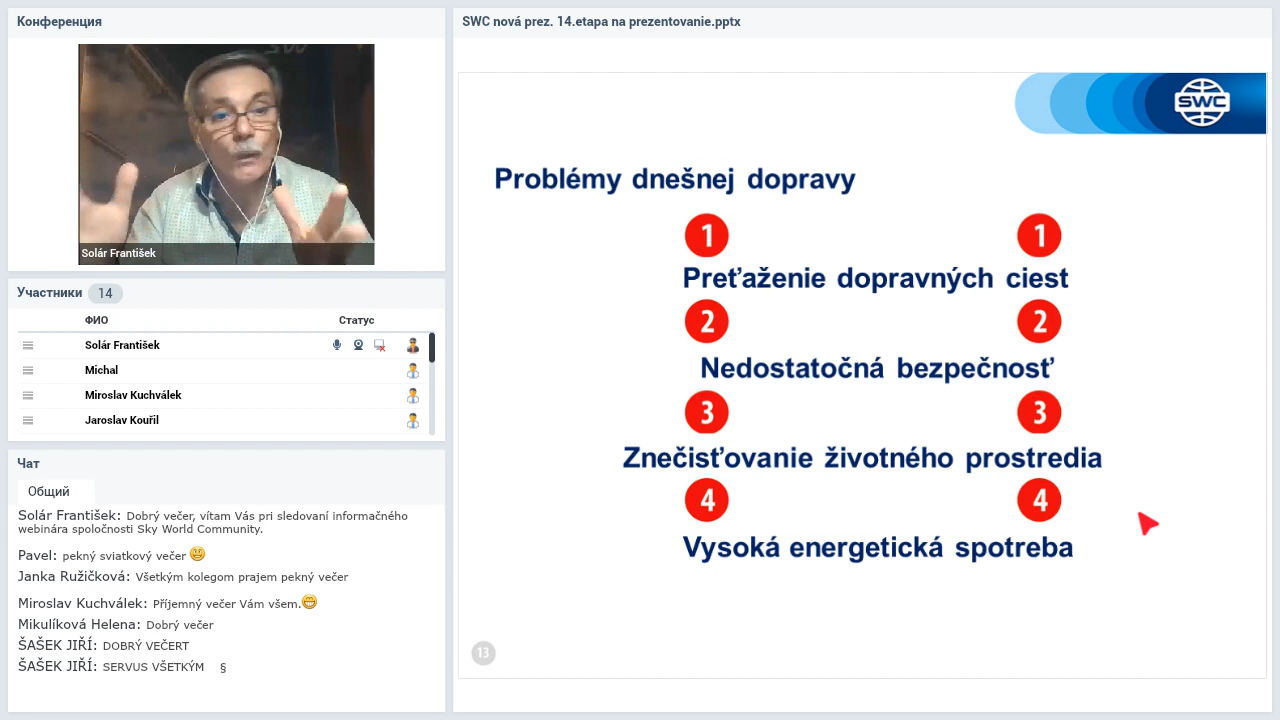 Конференция
Solár František
Участники 14
ФИО Статус
Solár František
Michal
Miroslav Kuchválek
Jaroslav Kouřil
Чат
Общий
Solár František: Dobrý večer, vítam Vás pri sledovaní informačného
webinára spoločnosti Sky World Community.
Pavel: pekný sviatkový večer
Janka Ružičková: Všetkým kolegom prajem pekný večer
Miroslav Kuchválek: Příjemný večer Vám všem.
Mikulíková Helena: Dobrý večer
ŠAŠEK JIŘÍ: DOBRÝ VEČERT
ŠAŠEK JIŘÍ: SERVUS VŠETKÝM §
SWC nová prez. 14.etapa na prezentovanie.pptx
SWC
Problémy dnešnej dopravy
1 1
Preťaženie dopravných ciest
2 2
Nedostatočná bezpečnosť
3 3
Znečisťovanie životného prostredia
4 4
Vysoká energetická spotreba
13